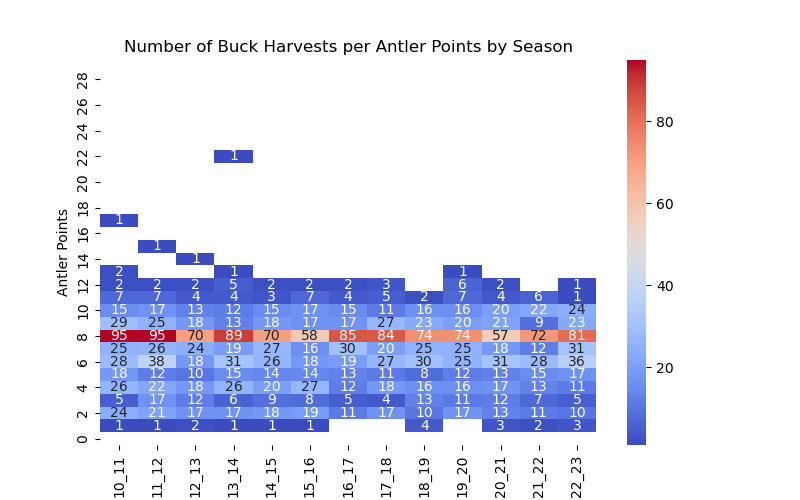 Number of Buck Harvests per Antler Points by Season
Antler Points
28
26
24
22 1
20
18
1
16
1
14 1
2 1 1
12 2 2 2 5 2 2 2 3 6 2 1
7 7 4 4 3 7 4 5 2 7 4 6 1
10 15 17 13 12 15 17 15 11 16 16 20 22 24
29 25 18 13 18 17 17 27 23 20 21 9 23
8 95 95 70 89 70 58 85 84 74 74 57 72 81
25 26 24 19 27 16 30 20 25 25 18 12 31
6 28 38 18 31 26 18 19 27 30 25 31 28 36
18 12 10 15 14 14 13 11 8 12 13 15 17
4 26 22 18 26 20 27 12 18 16 16 17 13 11
5 17 12 6 9 8 5 4 13 11 12 7 5
2 24 21 17 17 18 19 11 17 10 17 13 11 10
1 1 2 1 1 1 4 3 2 3
0
10_11 11_12 12_13 13_14 14_15 15_16 16_17 17_18 18_19 19_20 20_21 21_22 22_23
80
60
40
20